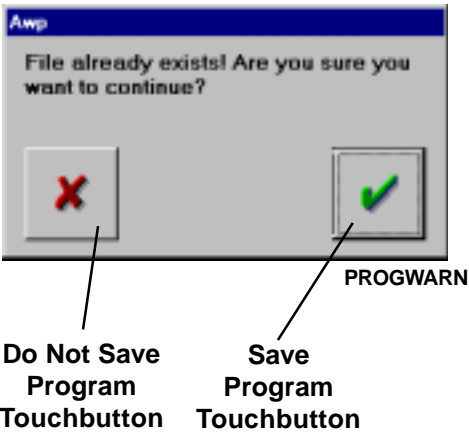 Awp
File already exists! Are you sure you
want to continue?
PROGWARN
Do Not Save
Program
Touchbutton
Save
Program
Touchbutton